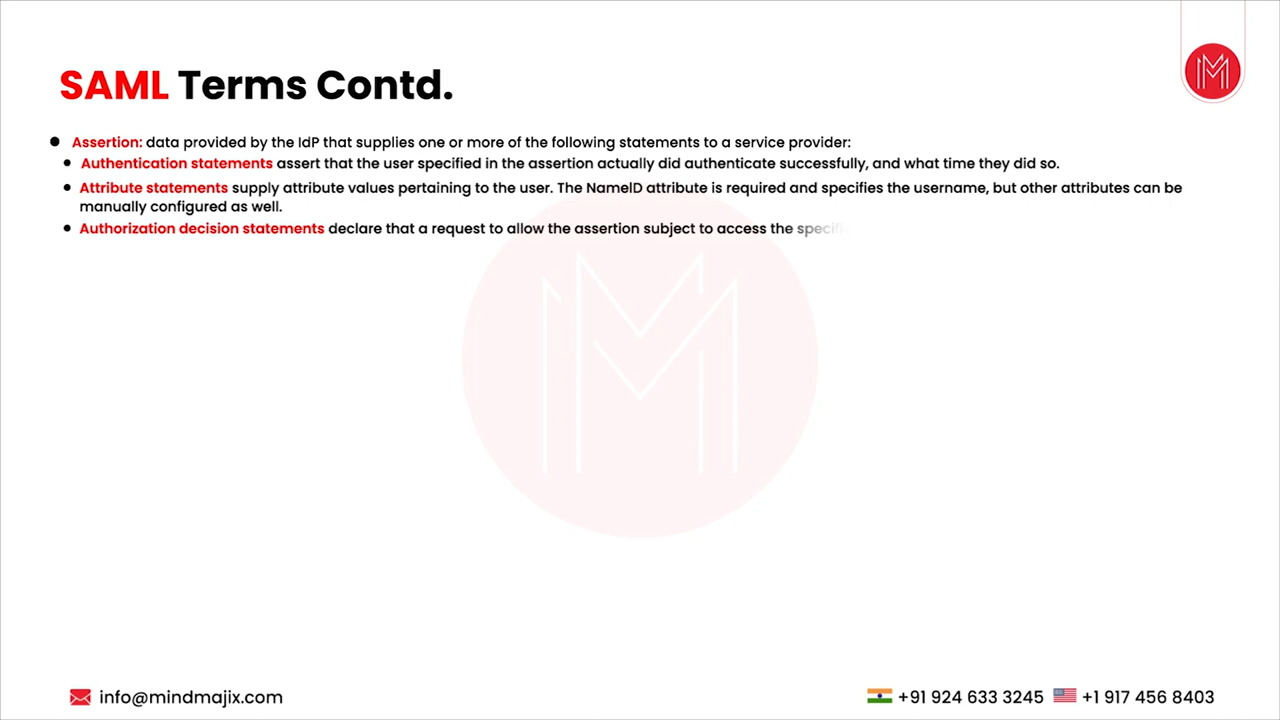 SAML Terms Contd.
Assertion: data provided by the IdP that supplies one or more of the following statements to a service provider:
Authentication statements assert that the user specified in the assertion actually did authenticate successfully, and what time they did so.
Attribute statements supply attribute values pertaining to the user. The NameID attribute is required and specifies the username, but other attributes can be
manually configured as well.
Authorization decision statements declare that a request to allow the assertion subject to access the
info@mindmajix.com
+91 924 633 3245
+1 917 456 8403